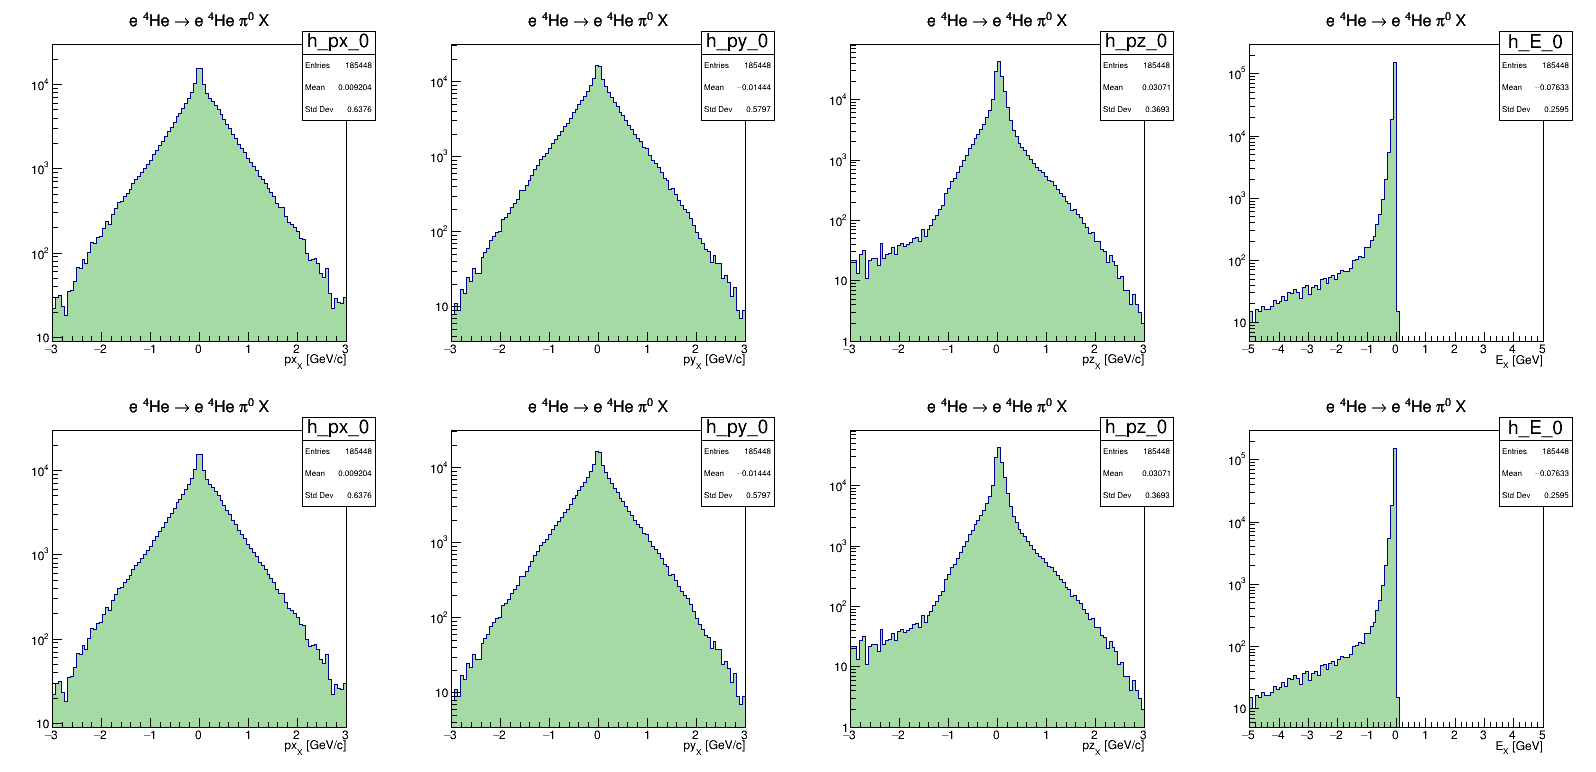 e ⁴He → e ⁴He π⁰ X
h_px_0
Entries 185448
Mean 0.009204
Std Dev 0.6376
10⁴
10³
10²
10
−3 −2 −1 0 1 2 3
px_X [GeV/c]
e ⁴He → e ⁴He π⁰ X
h_py_0
Entries 185448
Mean −0.01444
Std Dev 0.5797
10⁴
10³
10²
10
−3 −2 −1 0 1 2 3
py_X [GeV/c]
e ⁴He → e ⁴He π⁰ X
h_pz_0
Entries 185448
Mean 0.03071
Std Dev 0.3693
10⁴
10³
10²
10
1
−3 −2 −1 0 1 2 3
pz_X [GeV/c]
e ⁴He → e ⁴He π⁰ X
h_E_0
Entries 185448
Mean −0.07633
Std Dev 0.2595
10⁵
10⁴
10³
10²
10
−5 −4 −3 −2 −1 0 1 2 3 4 5
E_X [GeV]
e ⁴He → e ⁴He π⁰ X
h_px_0
Entries 185448
Mean 0.009204
Std Dev 0.6376
10⁴
10³
10²
10
−3 −2 −1 0 1 2 3
px_X [GeV/c]
e ⁴He → e ⁴He π⁰ X
h_py_0
Entries 185448
Mean −0.01444
Std Dev 0.5797
10⁴
10³
10²
10
−3 −2 −1 0 1 2 3
py_X [GeV/c]
e ⁴He → e ⁴He π⁰ X
h_pz_0
Entries 185448
Mean 0.03071
Std Dev 0.3693
10⁴
10³
10²
10
1
−3 −2 −1 0 1 2 3
pz_X [GeV/c]
e ⁴He → e ⁴He π⁰ X
h_E_0
Entries 185448
Mean −0.07633
Std Dev 0.2595
10⁵
10⁴
10³
10²
10
−5 −4 −3 −2 −1 0 1 2 3 4 5
E_X [GeV]